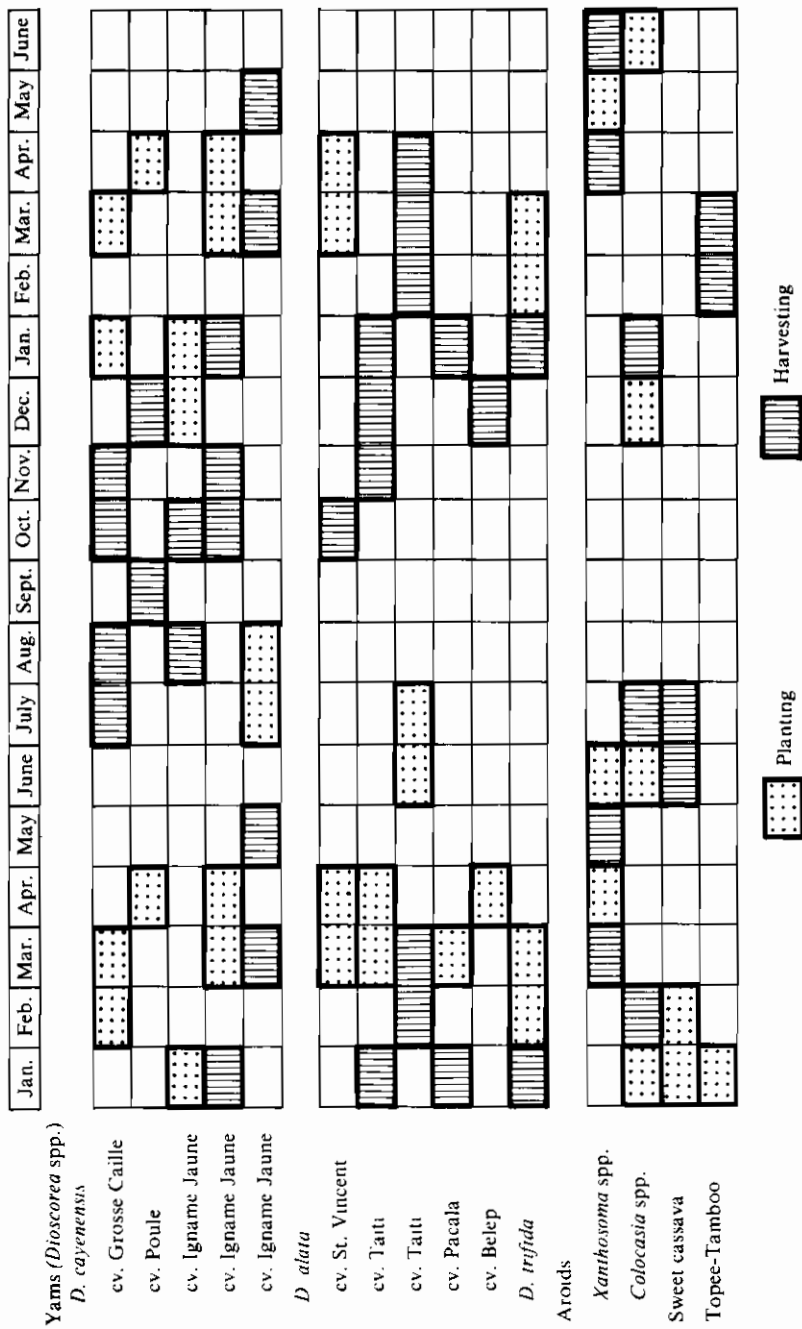 Jan. Feb. Mar. Apr. May June July Aug. Sept. Oct. Nov. Dec. Jan. Feb. Mar. Apr. May June
Yams (Dioscorea spp.)
D. cayenensis
cv. Grosse Caille
cv. Poule
cv. Igname Jaune
cv. Igname Jaune
cv. Igname Jaune
D alata
cv. St. Vincent
cv. Taiti
cv. Taiti
cv. Pacala
cv. Belep
D. trifida
Aroids
Xanthosoma spp.
Colocasia spp.
Sweet cassava
Topee-Tamboo
Planting
Harvesting